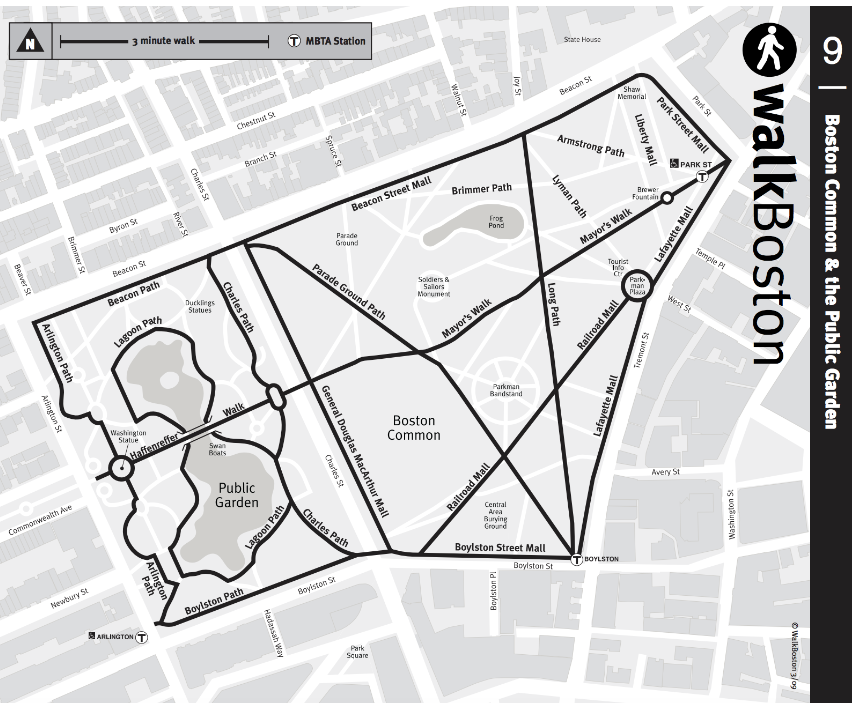 N
3 minute walk
T MBTA Station
9
Boston Common & the Public Garden
walkBoston
State House
Beacon St
Joy St
Walnut St
Chestnut St
Spruce St
Branch St
Charles St
River St
Byron St
Brimmer St
Beaver St
Beacon St
Park St
Shaw
Memorial
Park Street Mall
Liberty Mall
Armstrong Path
PARK ST
T
Brewer
Fountain
Lyman Path
Mayor's Walk
Lafayette Mall
Temple Pl
Beacon Street Mall
Brimmer Path
Frog
Pond
Parade
Ground
Parade Ground Path
Soldiers &
Sailors
Monument
Mayor's Walk
Long Path
Tourist
Info
Ctr
Park-
man
Plaza
West St
Railroad Mall
Tremont St
Lafayette Mall
Parkman
Bandstand
Boston
Common
Beacon Path
Ducklings
Statues
Charles Path
Lagoon Path
Arlington Path
Arlington St
Washington
Statue
Haffenreffer
Walk
Swan
Boats
Public
Garden
General Douglas MacArthur Mall
Charles St
Railroad Mall
Central
Area
Burying
Ground
Lagoon Path
Charles Path
Commonwealth Ave
Avery St
Washington St
Boylston Street Mall
T BOYLSTON
Boylston St
Boylston Pl
Arlington
Path
Boylston Path
Boylston St
Newbury St
Hadassah Way
ARLINGTON T
Park
Square
© WalkBoston 3/09